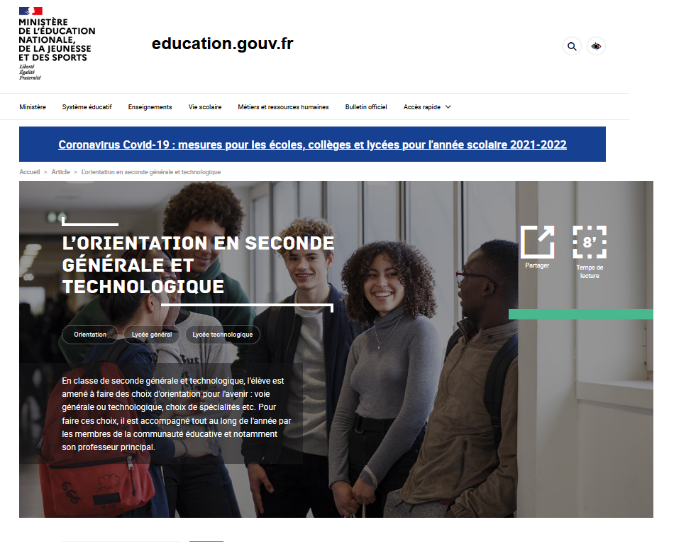 MINISTÈRE
DE L'ÉDUCATION
NATIONALE,
DE LA JEUNESSE
ET DES SPORTS
Liberté
Égalité
Fraternité
education.gouv.fr
Ministère Système éducatif Enseignements Vie scolaire Métiers et ressources humaines Bulletin officiel Accès rapide
Coronavirus Covid-19 : mesures pour les écoles, collèges et lycées pour l'année scolaire 2021-2022
Accueil > Article > L'orientation en seconde générale et technologique
L'ORIENTATION EN SECONDE
GÉNÉRALE ET
TECHNOLOGIQUE
8'
Partager
Temps de
lecture
Orientation Lycée général Lycée technologique
En classe de seconde générale et technologique, l'élève est
amené à faire des choix d'orientation pour l'avenir : voie
générale ou technologique, choix de spécialités etc. Pour
faire ces choix, il est accompagné tout au long de l'année par
les membres de la communauté éducative et notamment
son professeur principal.